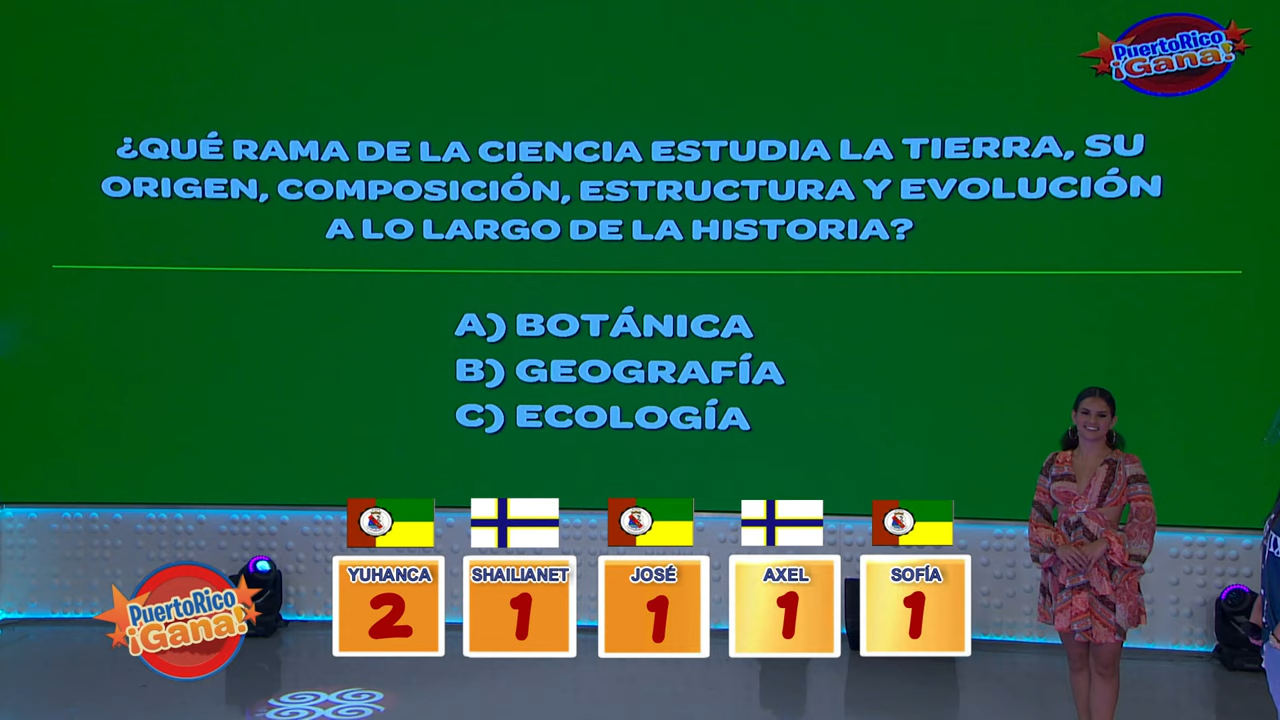 PuertoRico
¡Gana!
¿QUÉ RAMA DE LA CIENCIA ESTUDIA LA TIERRA, SU
ORIGEN, COMPOSICIÓN, ESTRUCTURA Y EVOLUCIÓN
A LO LARGO DE LA HISTORIA?
A) BOTÁNICA
B) GEOGRAFÍA
C) ECOLOGÍA
YUHANCA
2
SHAILIANET
1
JOSÉ
1
AXEL
1
SOFÍA
1
PuertoRico
¡Gana!